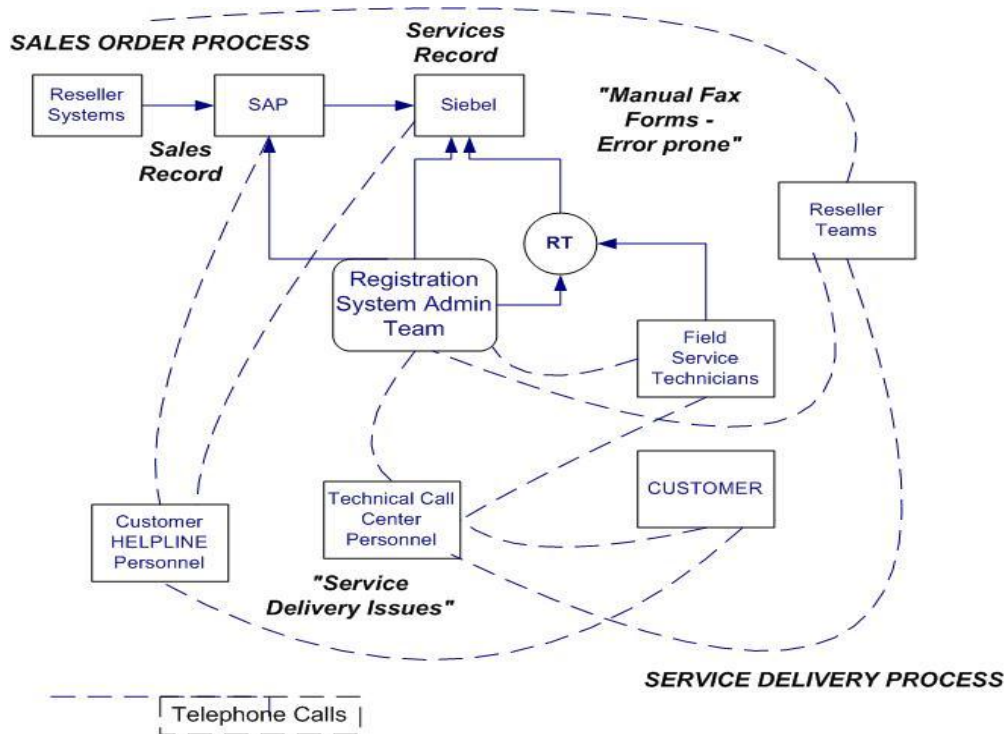 SALES ORDER PROCESS
Services
Record
Reseller
Systems
SAP
Siebel
"Manual Fax
Forms -
Error prone"
Sales
Record
Reseller
Teams
RT
Registration
System Admin
Team
Field
Service
Technicians
CUSTOMER
Technical Call
Center
Personnel
Customer
HELPLINE
Personnel
"Service
Delivery Issues"
SERVICE DELIVERY PROCESS
Telephone Calls